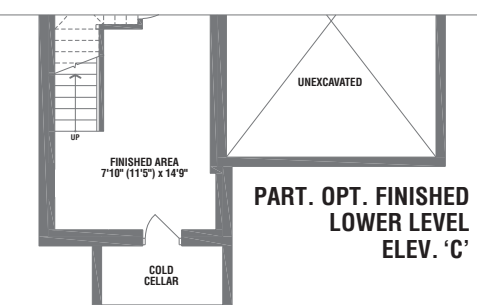 UNEXCAVATED
UP
FINISHED AREA
7'10" (11'5") x 14'9"
PART. OPT. FINISHED
LOWER LEVEL
ELEV. ‘C’
COLD
CELLAR